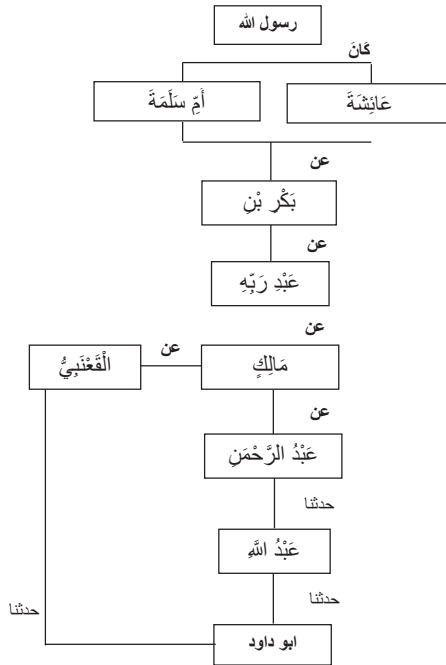 رسول الله
كَانَ
عَائِشَةَ
أُمِّ سَلَمَةَ
عن
بَكْرِ بْنِ
عن
عَبْدِ رَبِّهِ
عن
مَالِكٍ
عن
الْقَعْنَبِيُّ
عن
عَبْدُ الرَّحْمَنِ
حدثنا
عَبْدُ اللَّهِ
حدثنا
حدثنا
ابو داود